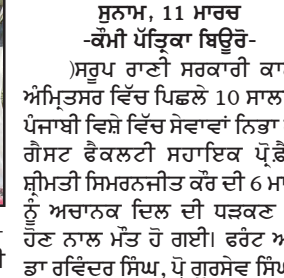 ਸੁਨਾਮ, 11 ਮਾਰਚ
-ਕੌਮੀ ਪੱਤ੍ਰਿਕਾ ਬਿਊਰੋ-
)ਸਰੂਪ ਰਾਣੀ ਸਰਕਾਰੀ
ਅੰਮ੍ਰਿਤਸਰ ਵਿੱਚ ਪਿਛਲੇ 10 ਸਾਲ
ਪੰਜਾਬੀ ਵਿਸ਼ੇ ਵਿੱਚ ਸੇਵਾਵਾਂ ਨਿਭਾ
ਗੈਸਟ ਫੈਕਲਟੀ ਸਹਾਇਕ
ਸ਼੍ਰੀਮਤੀ ਸਿਮਰਨਜੀਤ ਕੌਰ ਦੀ 6
ਨੂੰ ਅਚਾਨਕ ਦਿਲ ਦੀ ਧੜਕਣ
ਹੋਣ ਨਾਲ ਮੌਤ ਹੋ ਗਈ। ਫਰੰਟ
ਡਾ ਰਵਿੰਦਰ ਸਿੰਘ, ਪ੍ਰੋ ਗੁਰਸੇਵ